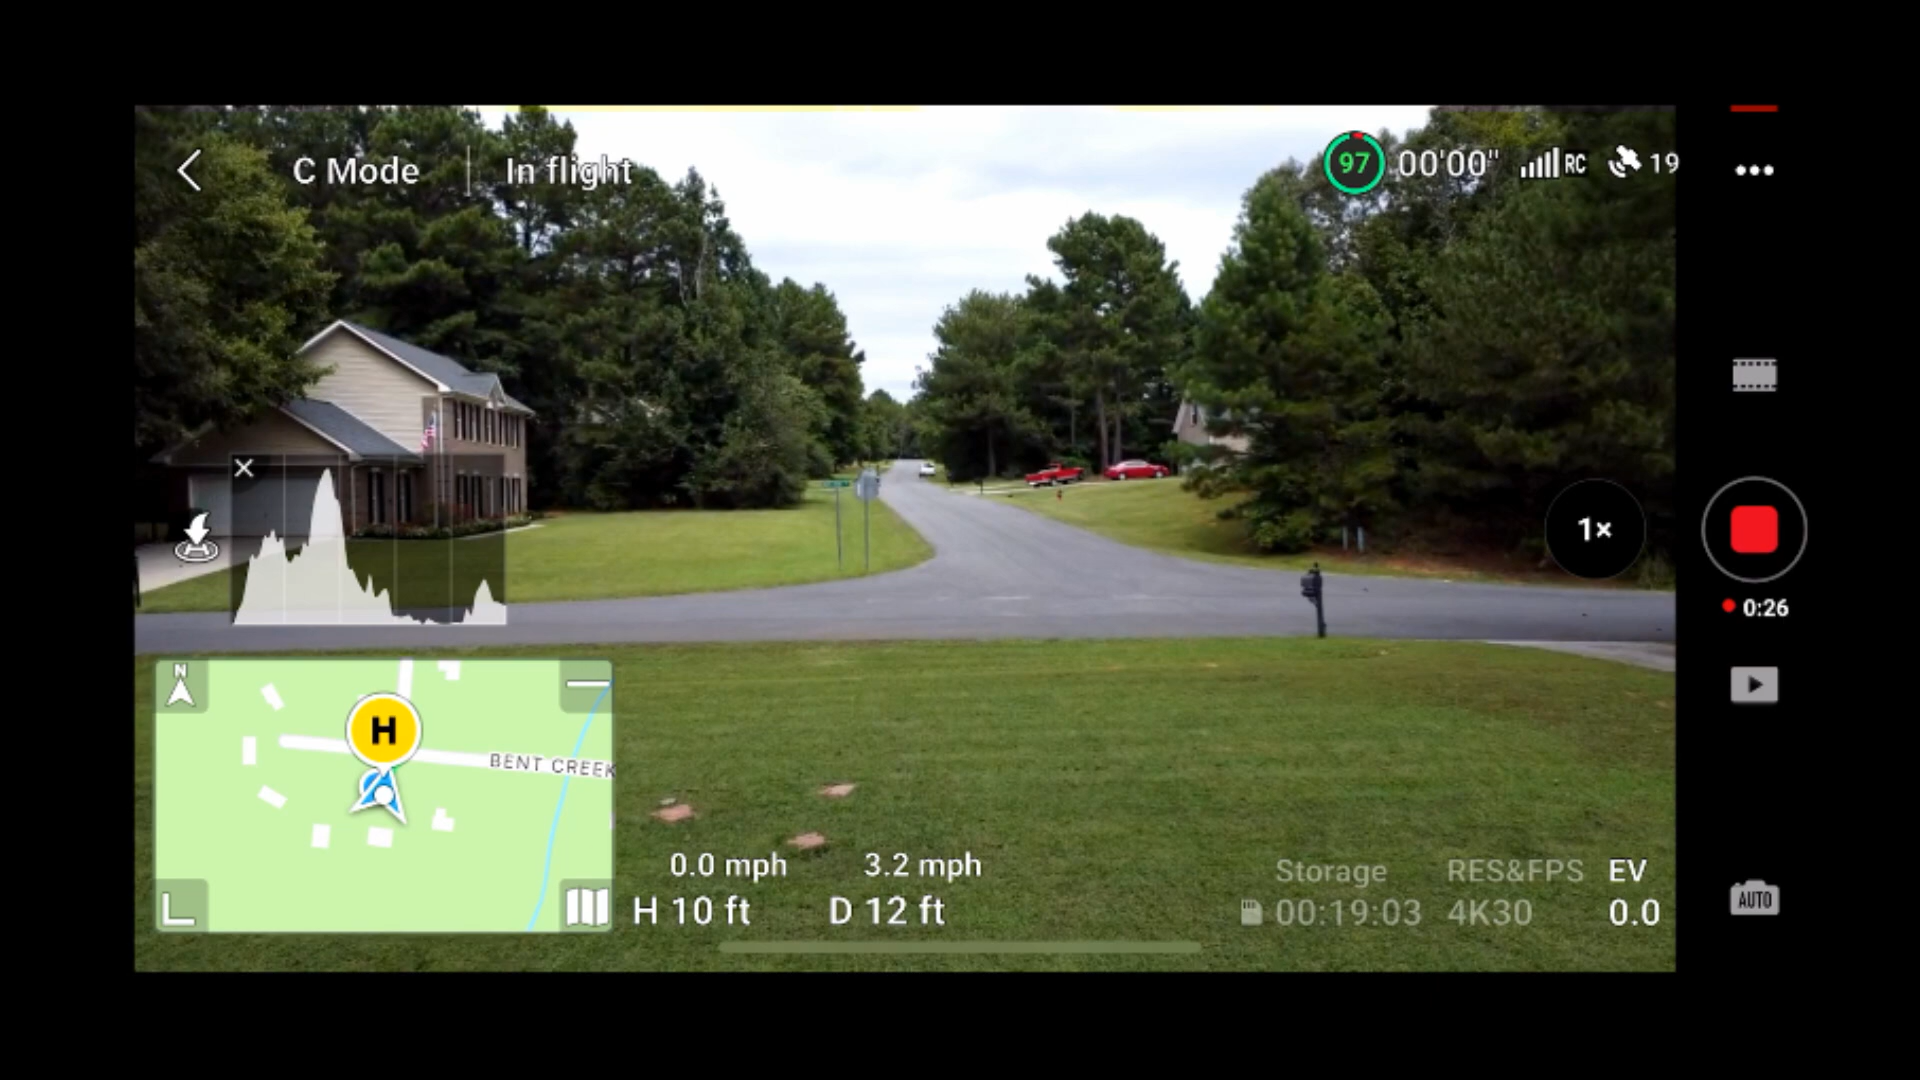 C Mode | In flight
97 00'00" RC 19
1×
0:26
N
H
BENT CREEK
0.0 mph 3.2 mph
H 10 ft D 12 ft
Storage RES&FPS EV
00:19:03 4K30 0.0
AUTO